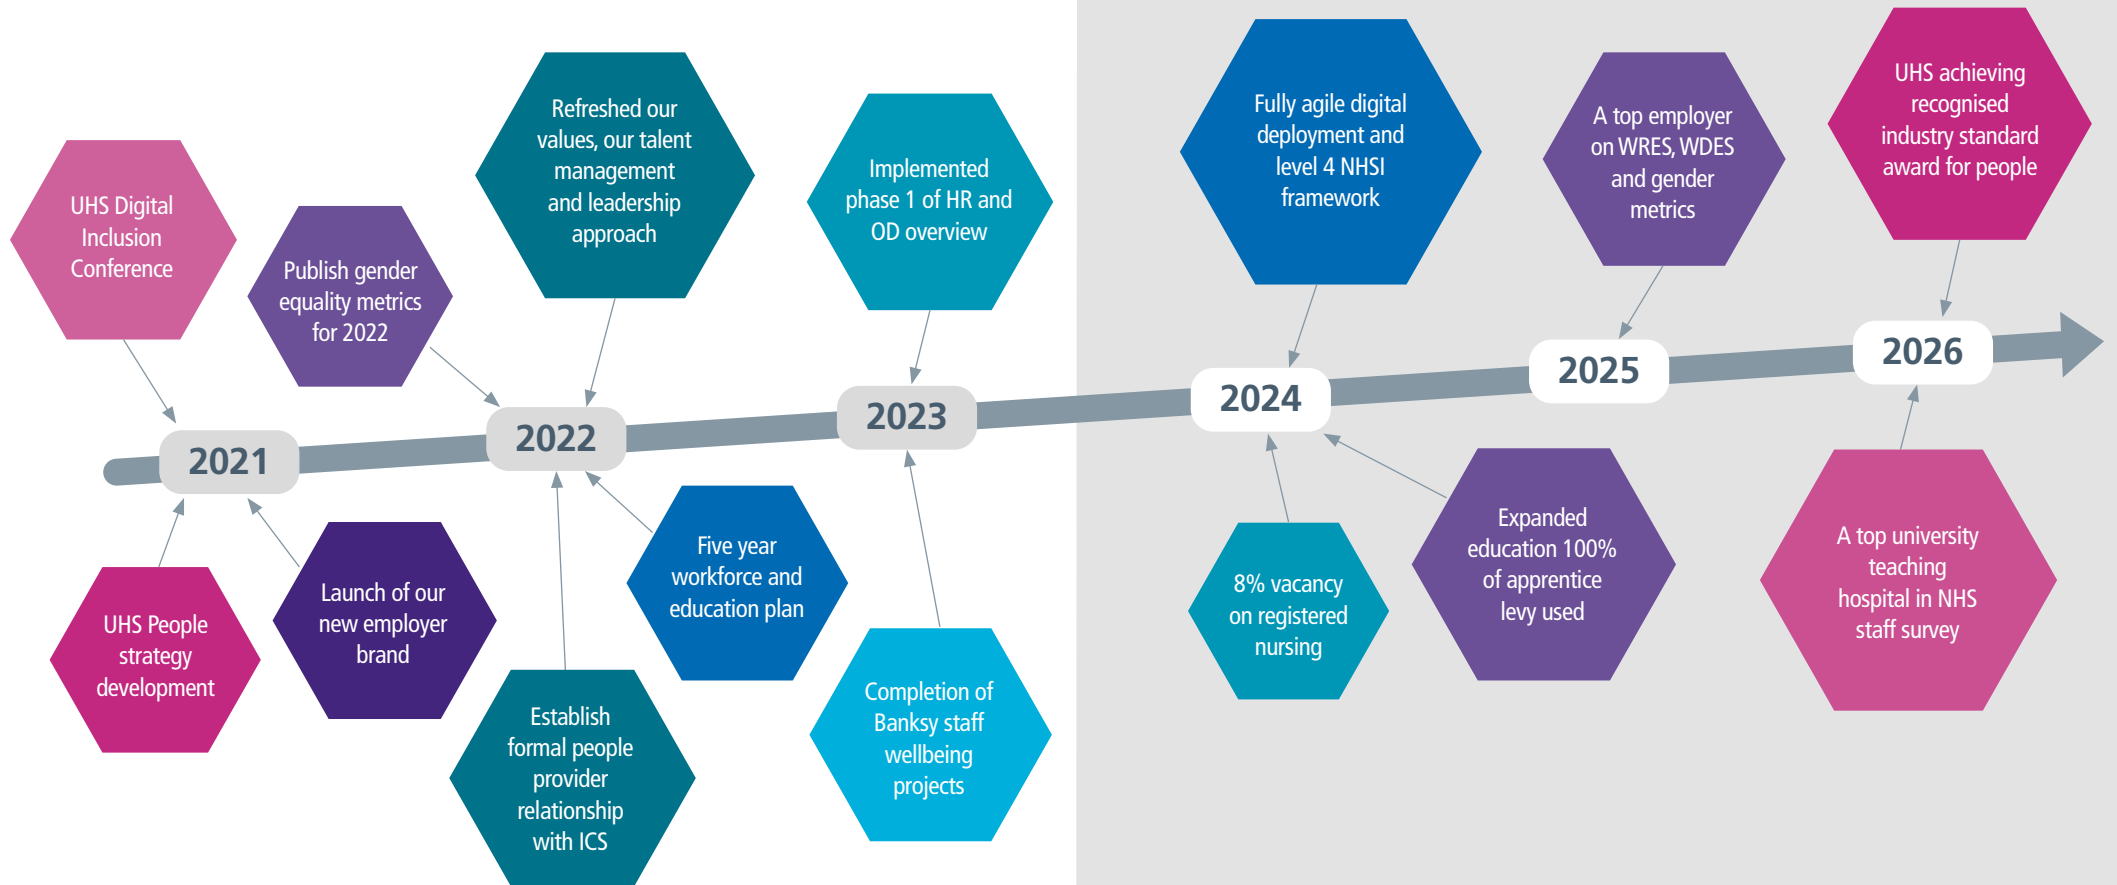 UHS Digital
Inclusion
Conference
Publish gender
equality metrics
for 2022
Refreshed our
values, our talent
management
and leadership
approach
Implemented
phase 1 of HR and
OD overview
Fully agile digital
deployment and
level 4 NHSI
framework
A top employer
on WRES, WDES
and gender
metrics
UHS achieving
recognised
industry standard
award for people
2021
2022
2023
2024
2025
2026
UHS People
strategy
development
Launch of our
new employer
brand
Establish
formal people
provider
relationship
with ICS
Five year
workforce and
education plan
Completion of
Banksy staff
wellbeing
projects
8% vacancy
on registered
nursing
Expanded
education 100%
of apprentice
levy used
A top university
teaching
hospital in NHS
staff survey